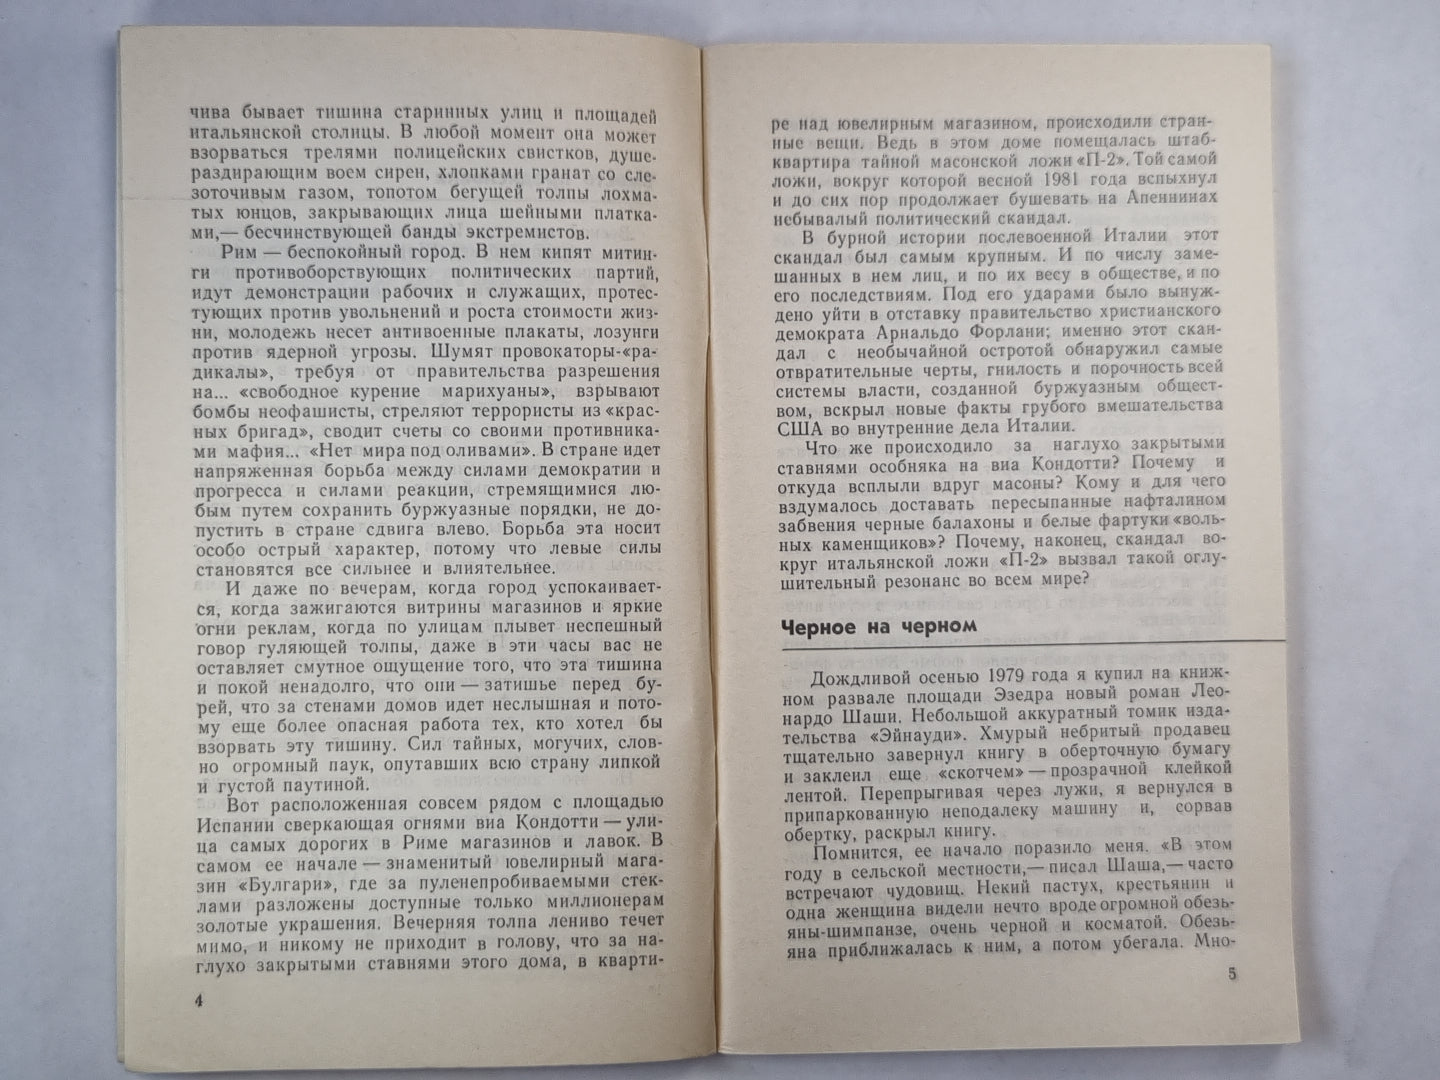 чива бывает тишина старинных улиц и площадей
итальянской столицы. В любой момент она может
взорваться трелями полицейских свистков, душе-
раздирающим воем сирен, хлопками гранат со сле-
зоточивым газом, топотом бегущей толпы лохма-
тых юнцов, закрывающих лица шейными платка-
ми,— бесчинствующей банды экстремистов.
Рим — беспокойный город. В нем кипят митин-
ги противоборствующих политических партий,
идут демонстрации рабочих и служащих, протес-
тующих против увольнений и роста стоимости жиз-
ни, молодежь несет антивоенные плакаты, лозунги
против ядерной угрозы. Шумят провокаторы-«ра-
дикалы», требуя от правительства разрешения
на... «свободное курение марихуаны», взрывают
бомбы неофашисты, стреляют террористы из «крас-
ных бригад», сводит счеты со своими противника-
ми мафия... «Нет мира под оливами». В стране идет
напряженная борьба между силами демократии и
прогресса и силами реакции, стремящимися лю-
бым путем сохранить буржуазные порядки, не до-
пустить в стране сдвига влево. Борьба эта носит
особо острый характер, потому что левые силы
становятся все сильнее и влиятельнее.
И даже по вечерам, когда город успокаивает-
ся, когда зажигаются витрины магазинов и яркие
огни реклам, когда по улицам плывет неспешный
говор гуляющей толпы, даже в эти часы вас не
оставляет смутное ощущение того, что эта тишина
и покой ненадолго, что они — затишье перед бу-
рей, что за стенами домов идет неслышная и пото-
му еще более опасная работа тех, кто хотел бы
взорвать эту тишину. Сил тайных, могучих, слов-
но огромный паук, опутавших всю страну липкой
и густой паутиной.
Вот расположенная совсем рядом с площадью
Испании сверкающая огнями виа Кондотти — ули-
ца самых дорогих в Риме магазинов и лавок. В
самом ее начале — знаменитый ювелирный мага-
зин «Булгари», где за пуленепробиваемыми стек-
лами разложены доступные только миллионерам
золотые украшения. Вечерняя толпа лениво течет
мимо, и никому не приходит в голову, что за на-
глухо закрытыми ставнями этого дома, в кварти-
4
ре над ювелирным магазином, происходили стран-
ные вещи. Ведь в этом доме помещалась штаб-
квартира тайной масонской ложи «П-2». Той самой
ложи, вокруг которой весной 1981 года вспыхнул
и до сих пор продолжает бушевать на Апеннинах
небывалый политический скандал.
В бурной истории послевоенной Италии этот
скандал был самым крупным. И по числу заме-
шанных в нем лиц, и по их весу в обществе, и по
его последствиям. Под его ударами было вынуж-
дено уйти в отставку правительство христианского
демократа Арнальдо Форлани; именно этот скан-
дал с необычайной остротой обнаружил самые
отвратительные черты, гнилость и порочность всей
системы власти, созданной буржуазным общест-
вом, вскрыл новые факты грубого вмешательства
США во внутренние дела Италии.
Что же происходило за наглухо закрытыми
ставнями особняка на виа Кондотти? Почему и
откуда всплыли вдруг масоны? Кому и для чего
вздумалось доставать пересыпанные нафталином
забвения черные балахоны и белые фартуки «воль-
ных каменщиков»? Почему, наконец, скандал во-
круг итальянской ложи «П-2» вызвал такой оглу-
шительный резонанс во всем мире?
Черное на черном
Дождливой осенью 1979 года я купил на книж-
ном развале площади Эзедра новый роман Лео-
нардо Шаши. Небольшой аккуратный томик изда-
тельства «Эйнауди». Хмурый небритый продавец
тщательно завернул книгу в оберточную бумагу
и заклеил еще «скотчем» — прозрачной клейкой
лентой. Перепрыгивая через лужи, я вернулся в
припаркованную неподалеку машину и, сорвав
обертку, раскрыл книгу.
Помнится, ее начало поразило меня. «В этом
году в сельской местности,— писал Шаша,— часто
встречают чудовищ. Некий пастух, крестьянин и
одна женщина видели нечто вроде огромной обезь-
яны-шимпанзе, очень черной и косматой. Обезь-
яна приближалась к ним, а потом убегала. Мно-
5